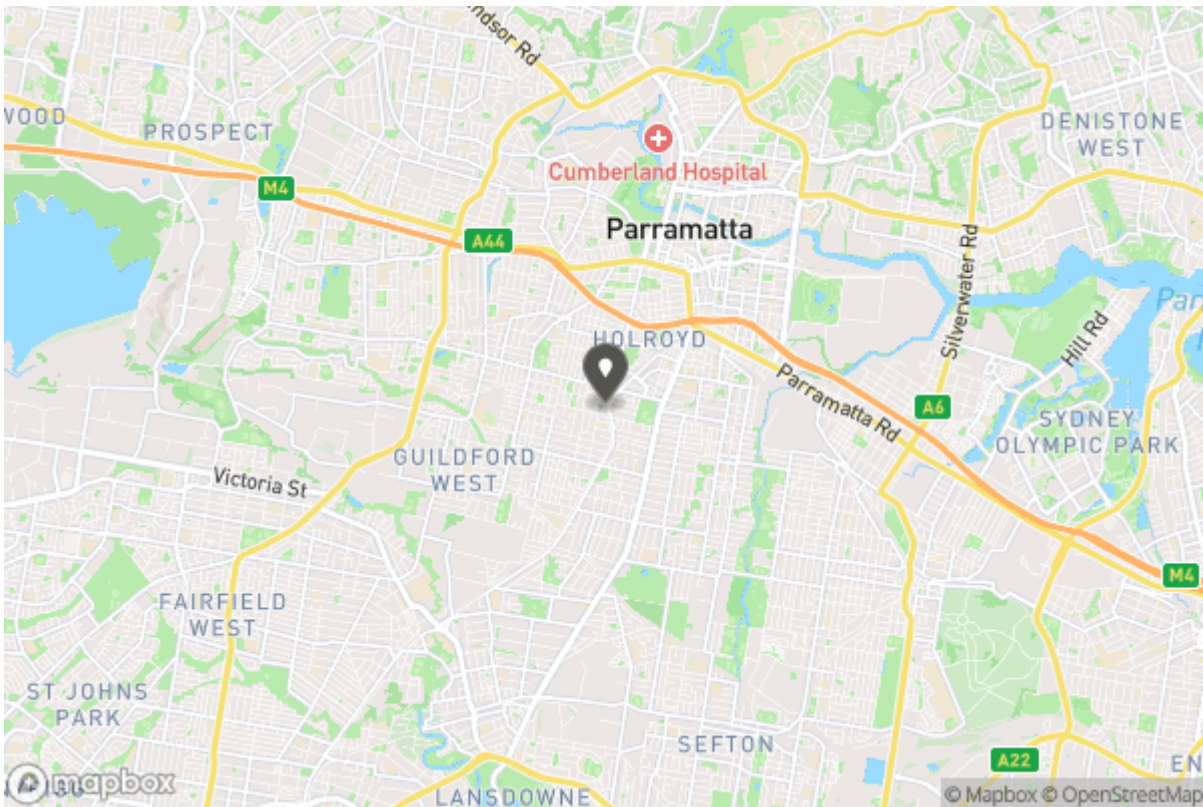 ndsor Rd
WOOD
PROSPECT
DENISTONE
WEST
Cumberland Hospital
M4
Parramatta
A44
Silverwater Rd
Par
HOLROYD
Hill Rd
Parramatta Rd
A6
SYDNEY
OLYMPIC PARK
GUILDFORD
WEST
Victoria St
M4
FAIRFIELD
WEST
ST JOHNS
PARK
SEFTON
A22
EN
mapbox
LANSDOWNE
© Mapbox © OpenStreetMap